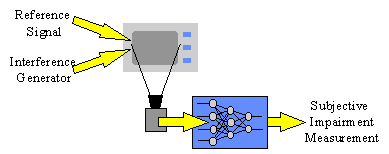 Reference
Signal
Interference
Generator
Subjective
Impairment
Measurement